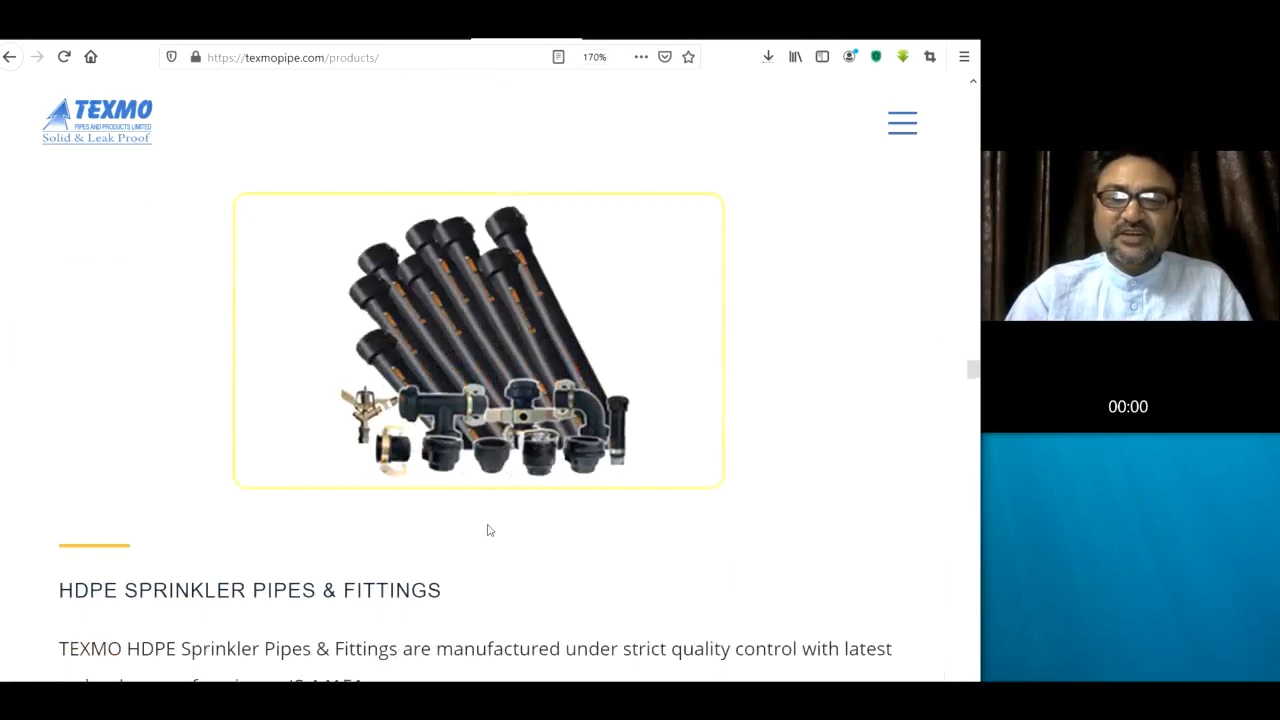 https://texmopipe.com/products/
170%
TEXMO
PIPES AND PRODUCTS LIMITED
Solid & Leak Proof
00:00
HDPE SPRINKLER PIPES & FITTINGS
TEXMO HDPE Sprinkler Pipes & Fittings are manufactured under strict quality control with latest